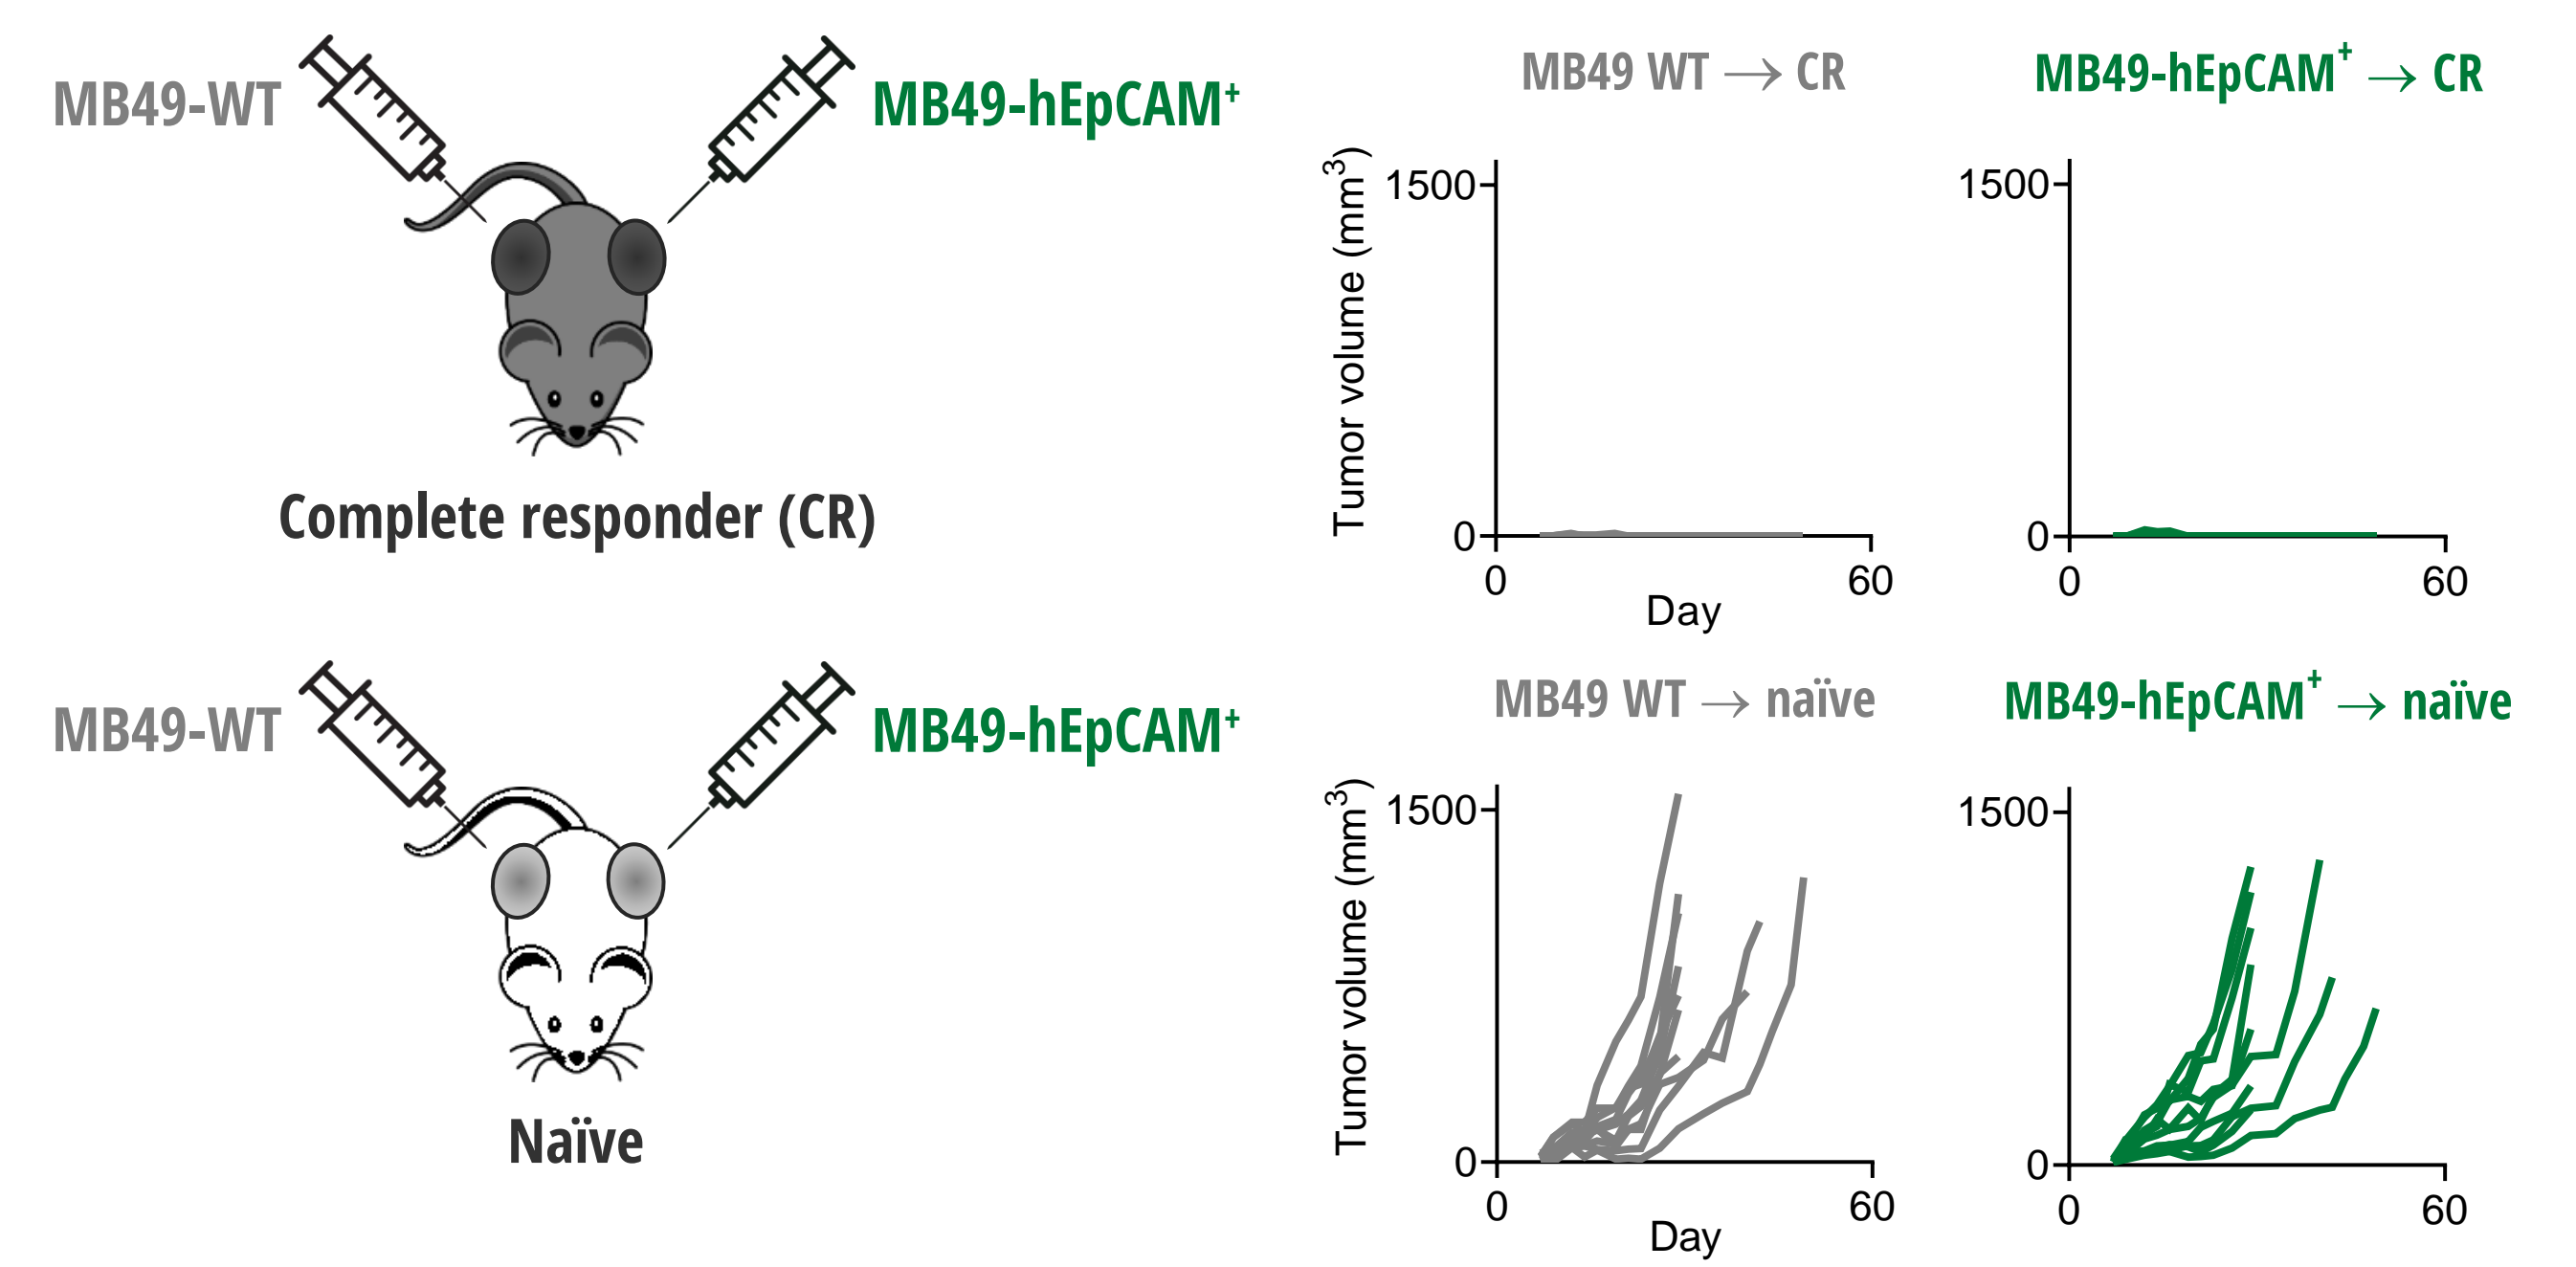 MB49-WT
MB49-hEpCAM⁺
Complete responder (CR)
MB49 WT → CR
Tumor volume (mm³)
1500
0
0
60
Day
MB49-hEpCAM⁺ → CR
1500
0
0
60
MB49-WT
MB49-hEpCAM⁺
Naïve
MB49 WT → naïve
Tumor volume (mm³)
1500
0
0
60
Day
MB49-hEpCAM⁺ → naïve
1500
0
0
60